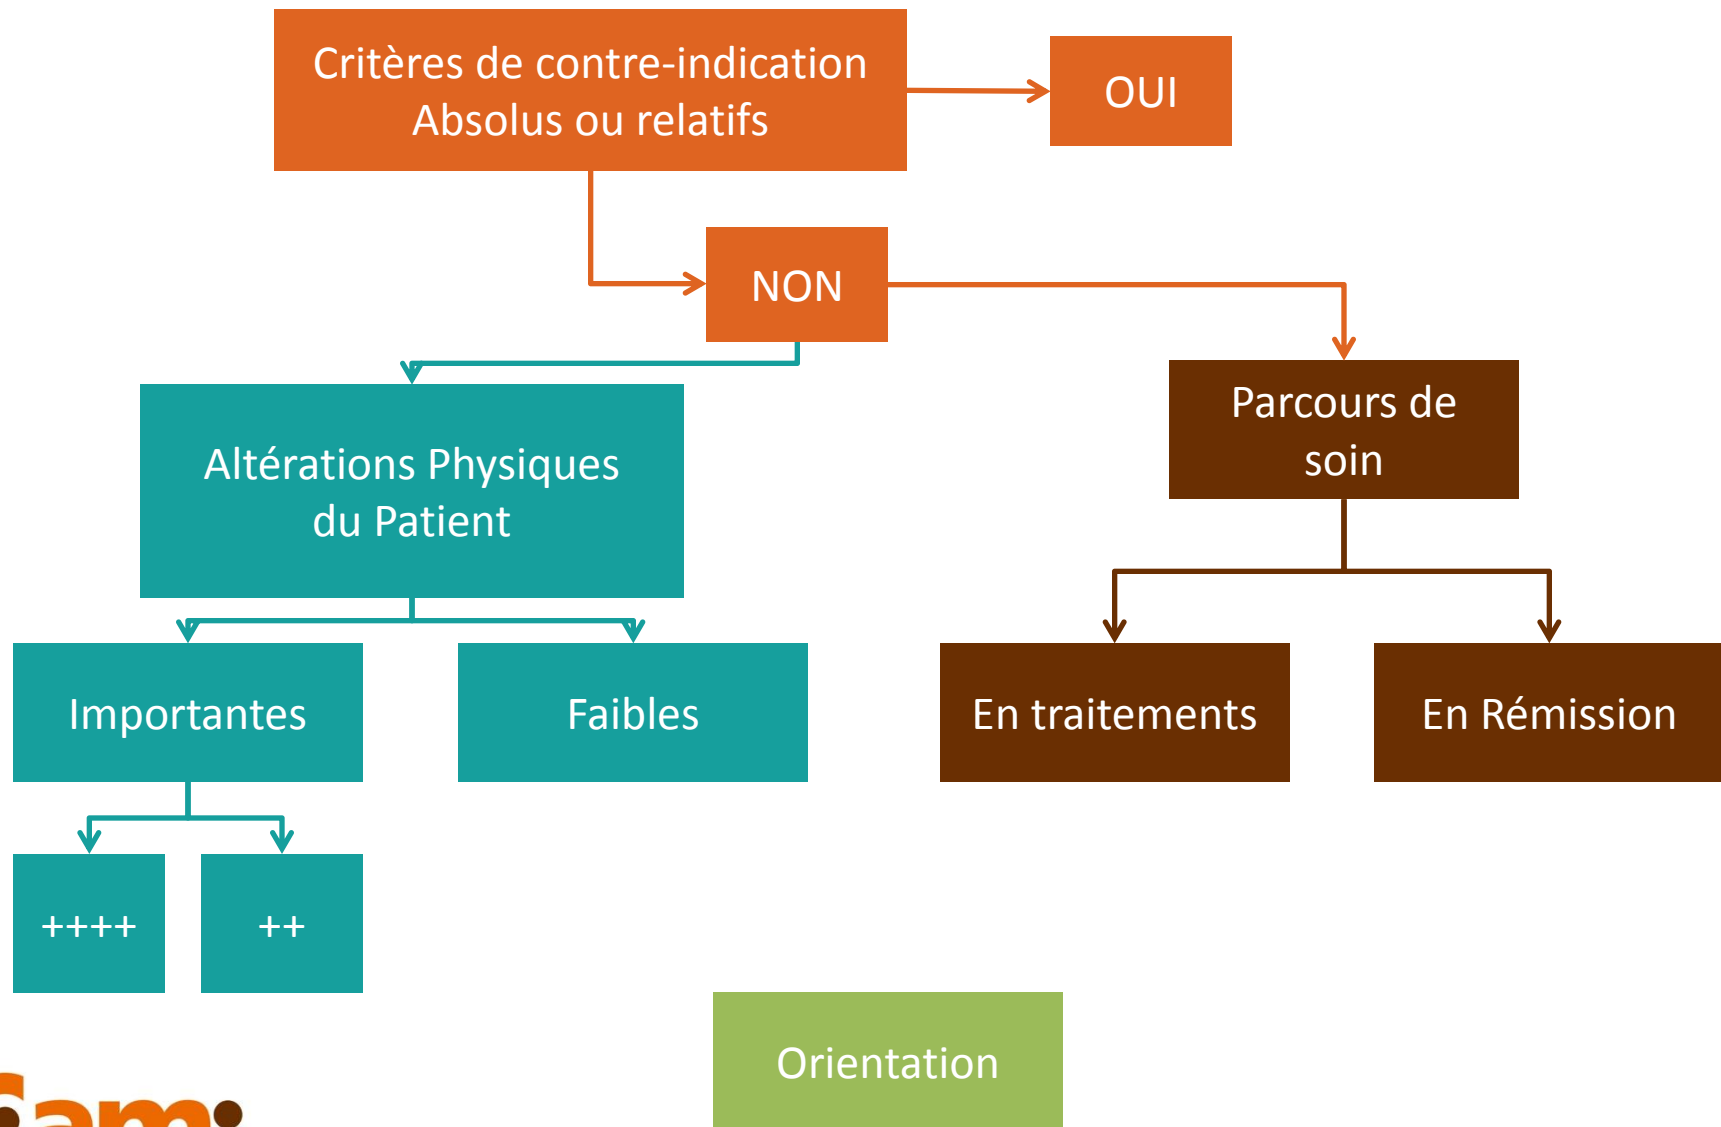 Critères de contre-indication
Absolus ou relatifs
OUI
NON
Altérations Physiques
du Patient
Parcours de
soin
Importantes
Faibles
En traitements
En Rémission
++++
++
Orientation